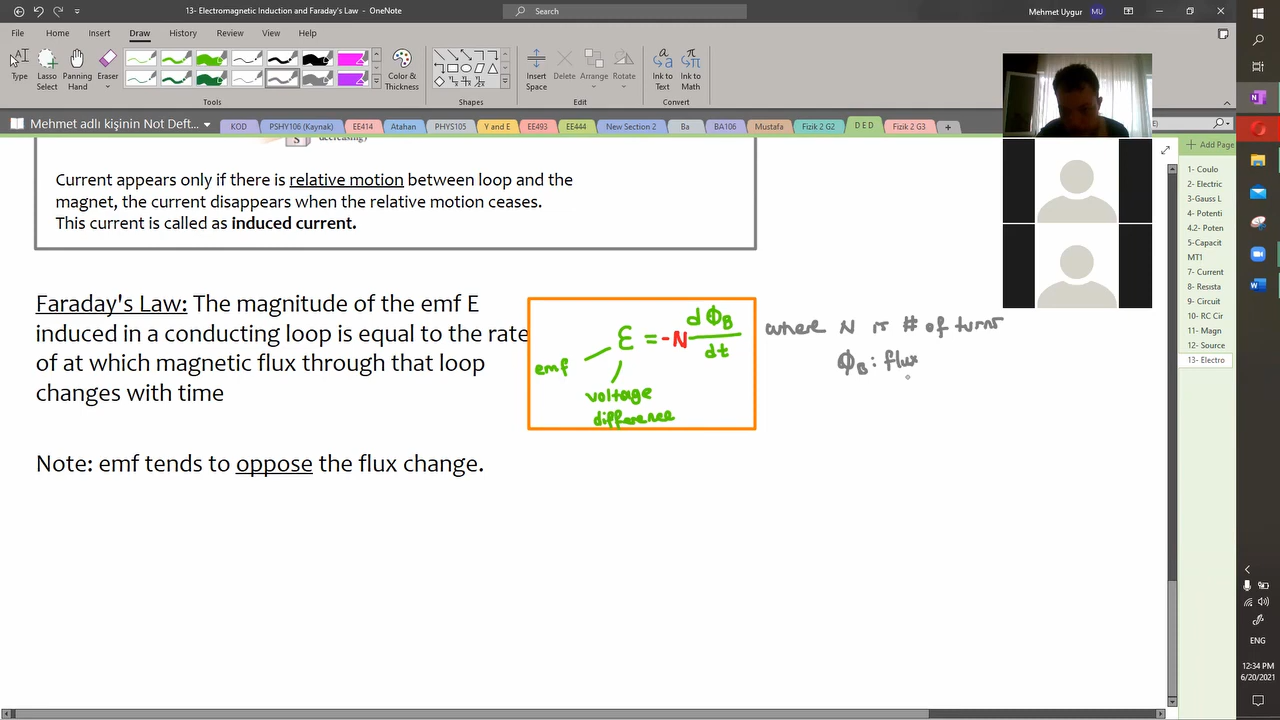 13- Electromagnetic Induction and Faraday's Law - OneNote
Search
Mehmet Uygur MU
File Home Insert Draw History Review View Help
Type
Lasso Select
Panning Hand
Eraser
Color & Thickness
Insert Space
Delete
Arrange
Rotate
Ink to Text
Ink to Math
Tools
Shapes
Edit
Convert
Mehmet adlı kişinin Not Deft...
KOD PSHY106 (Kaynak) EE414 Atahan PHYS105 Y and E EE493 EE444 New Section 2 Ba BA106 Mustafa Fizik 2 G2 D E D Fizik 2 G3
Add Page
1- Coulo
2- Electric
3-Gauss L
4- Potenti
4.2- Poten
5-Capacit
MT1
7- Current
8- Resista
9- Circuit
10- RC Cir
11- Magn
12- Source
13- Electro
S
decreasing)
Current appears only if there is relative motion between loop and the
magnet, the current disappears when the relative motion ceases.
This current is called as induced current.
Faraday's Law: The magnitude of the emf E
induced in a conducting loop is equal to the rate
of at which magnetic flux through that loop
changes with time
ℰ = -N dΦB/dt
emf
voltage
difference
where N is # of turns
ΦB : flux
Note: emf tends to oppose the flux change.
ENG
12:34 PM
6/20/2021